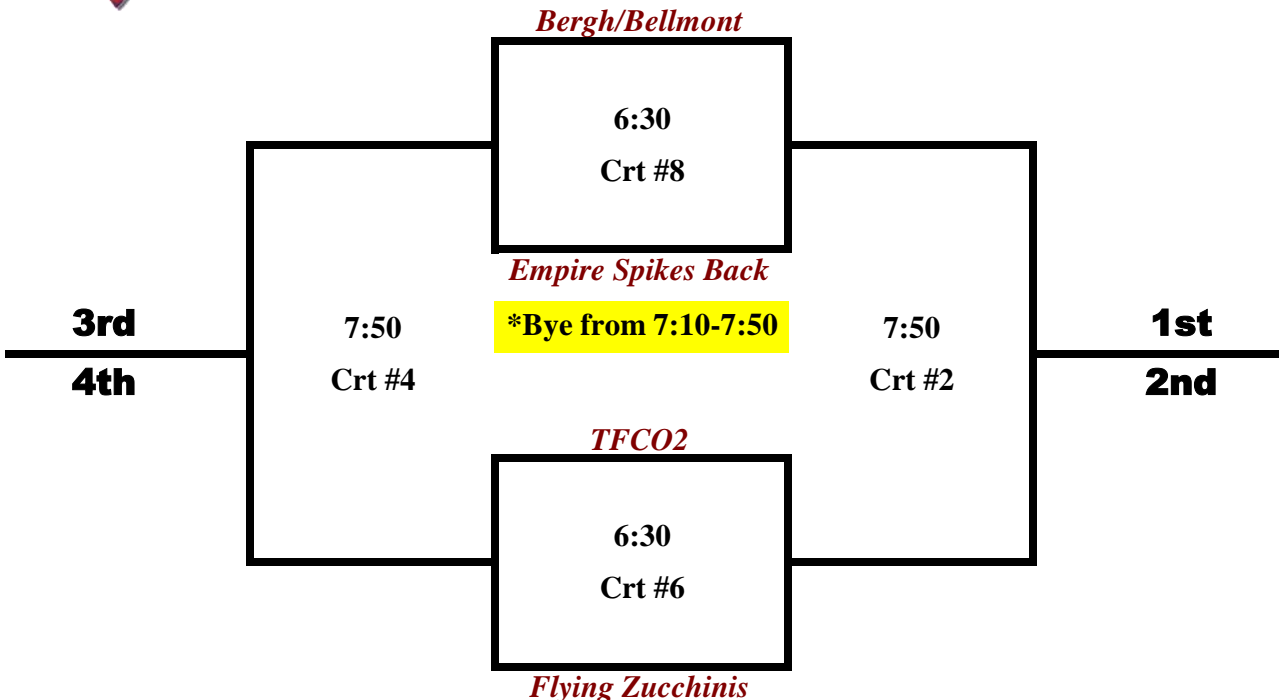 Bergh/Bellmont
6:30
Crt #8
Empire Spikes Back
*Bye from 7:10-7:50
3rd
4th
7:50
Crt #4
7:50
Crt #2
1st
2nd
TFCO2
6:30
Crt #6
Flying Zucchinis